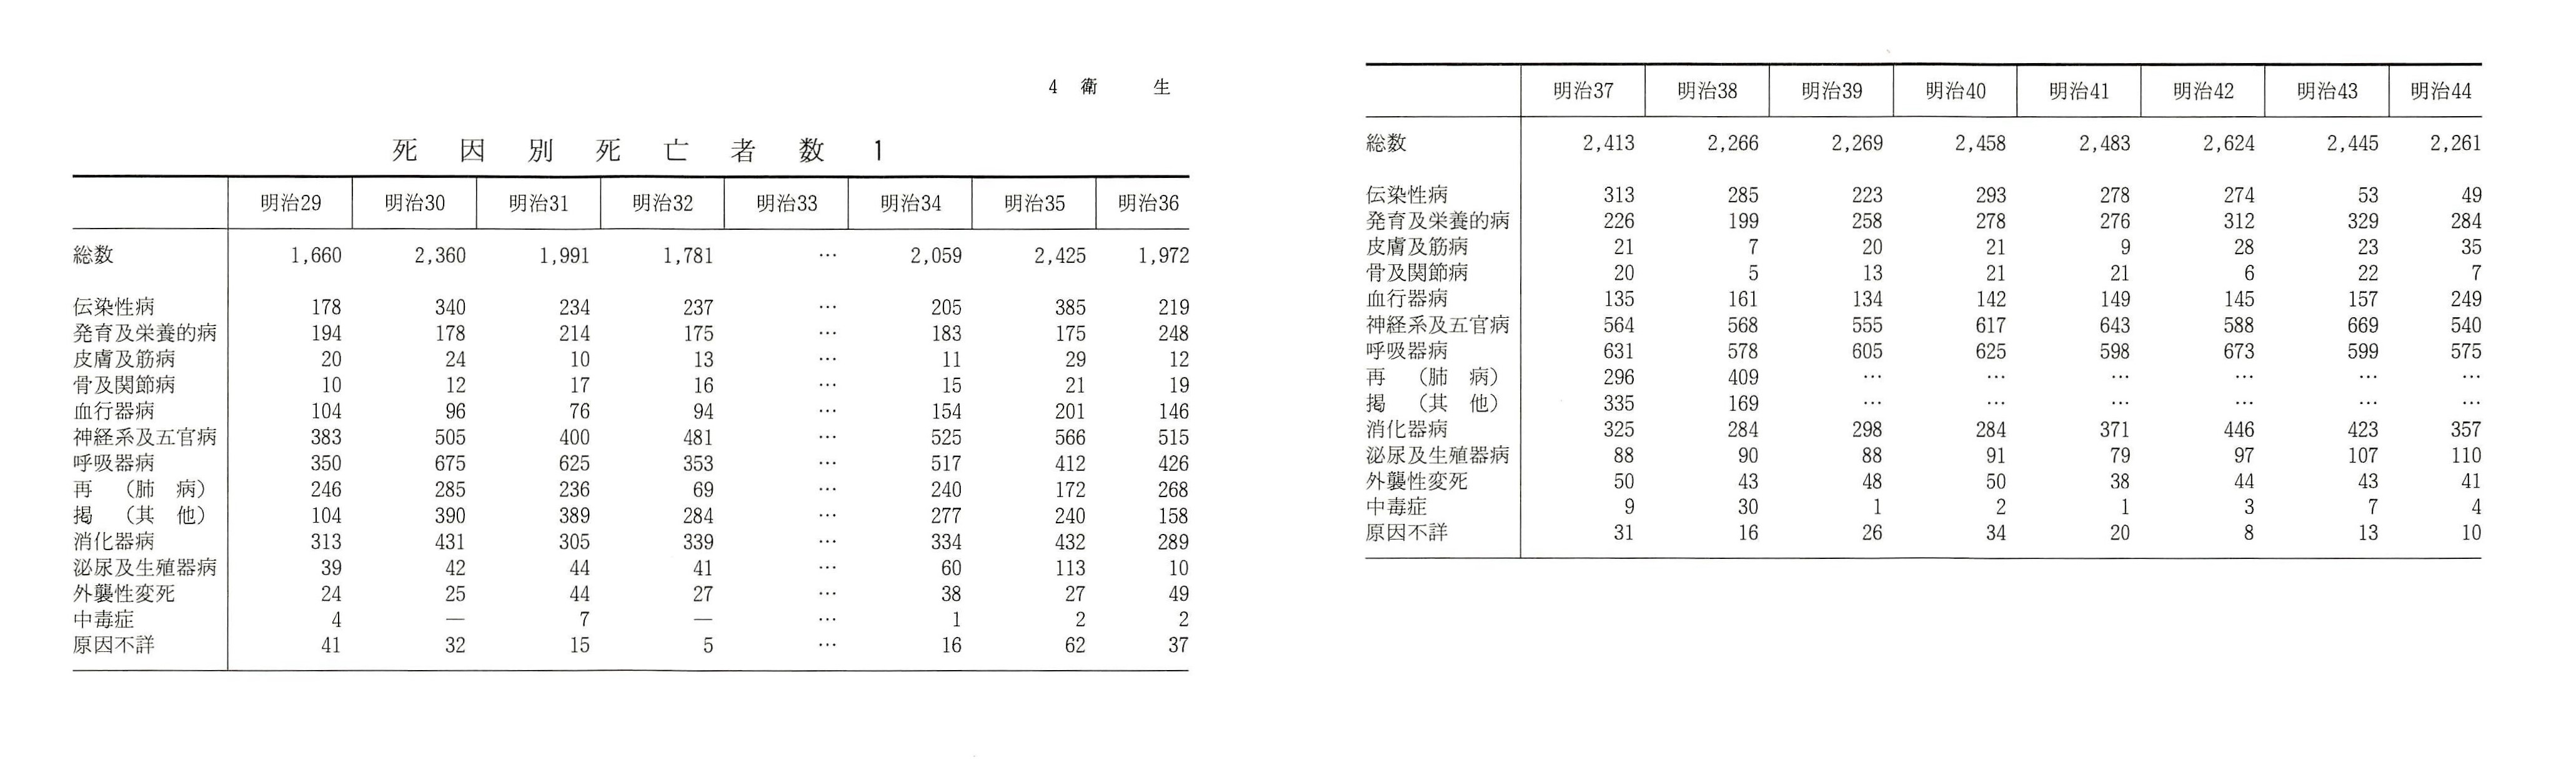 4 衛 生
死因別死亡者数 1
明治29 明治30 明治31 明治32 明治33 明治34 明治35 明治36
総数 1,660 2,360 1,991 1,781 … 2,059 2,425 1,972
伝染性病 178 340 234 237 … 205 385 219
発育及栄養的病 194 178 214 175 … 183 175 248
皮膚及筋病 20 24 10 13 … 11 29 12
骨及関節病 10 12 17 16 … 15 21 19
血行器病 104 96 76 94 … 154 201 146
神経系及五官病 383 505 400 481 … 525 566 515
呼吸器病 350 675 625 353 … 517 412 426
再 (肺 病) 246 285 236 69 … 240 172 268
掲 (其 他) 104 390 389 284 … 277 240 158
消化器病 313 431 305 339 … 334 432 289
泌尿及生殖器病 39 42 44 41 … 60 113 10
外襲性変死 24 25 44 27 … 38 27 49
中毒症 4 — 7 — … 1 2 2
原因不詳 41 32 15 5 … 16 62 37
明治37 明治38 明治39 明治40 明治41 明治42 明治43 明治44
総数 2,413 2,266 2,269 2,458 2,483 2,624 2,445 2,261
伝染性病 313 285 223 293 278 274 53 49
発育及栄養的病 226 199 258 278 276 312 329 284
皮膚及筋病 21 7 20 21 9 28 23 35
骨及関節病 20 5 13 21 21 6 22 7
血行器病 135 161 134 142 149 145 157 249
神経系及五官病 564 568 555 617 643 588 669 540
呼吸器病 631 578 605 625 598 673 599 575
再 (肺 病) 296 409 … … … … … …
掲 (其 他) 335 169 … … … … … …
消化器病 325 284 298 284 371 446 423 357
泌尿及生殖器病 88 90 88 91 79 97 107 110
外襲性変死 50 43 48 50 38 44 43 41
中毒症 9 30 1 2 1 3 7 4
原因不詳 31 16 26 34 20 8 13 10